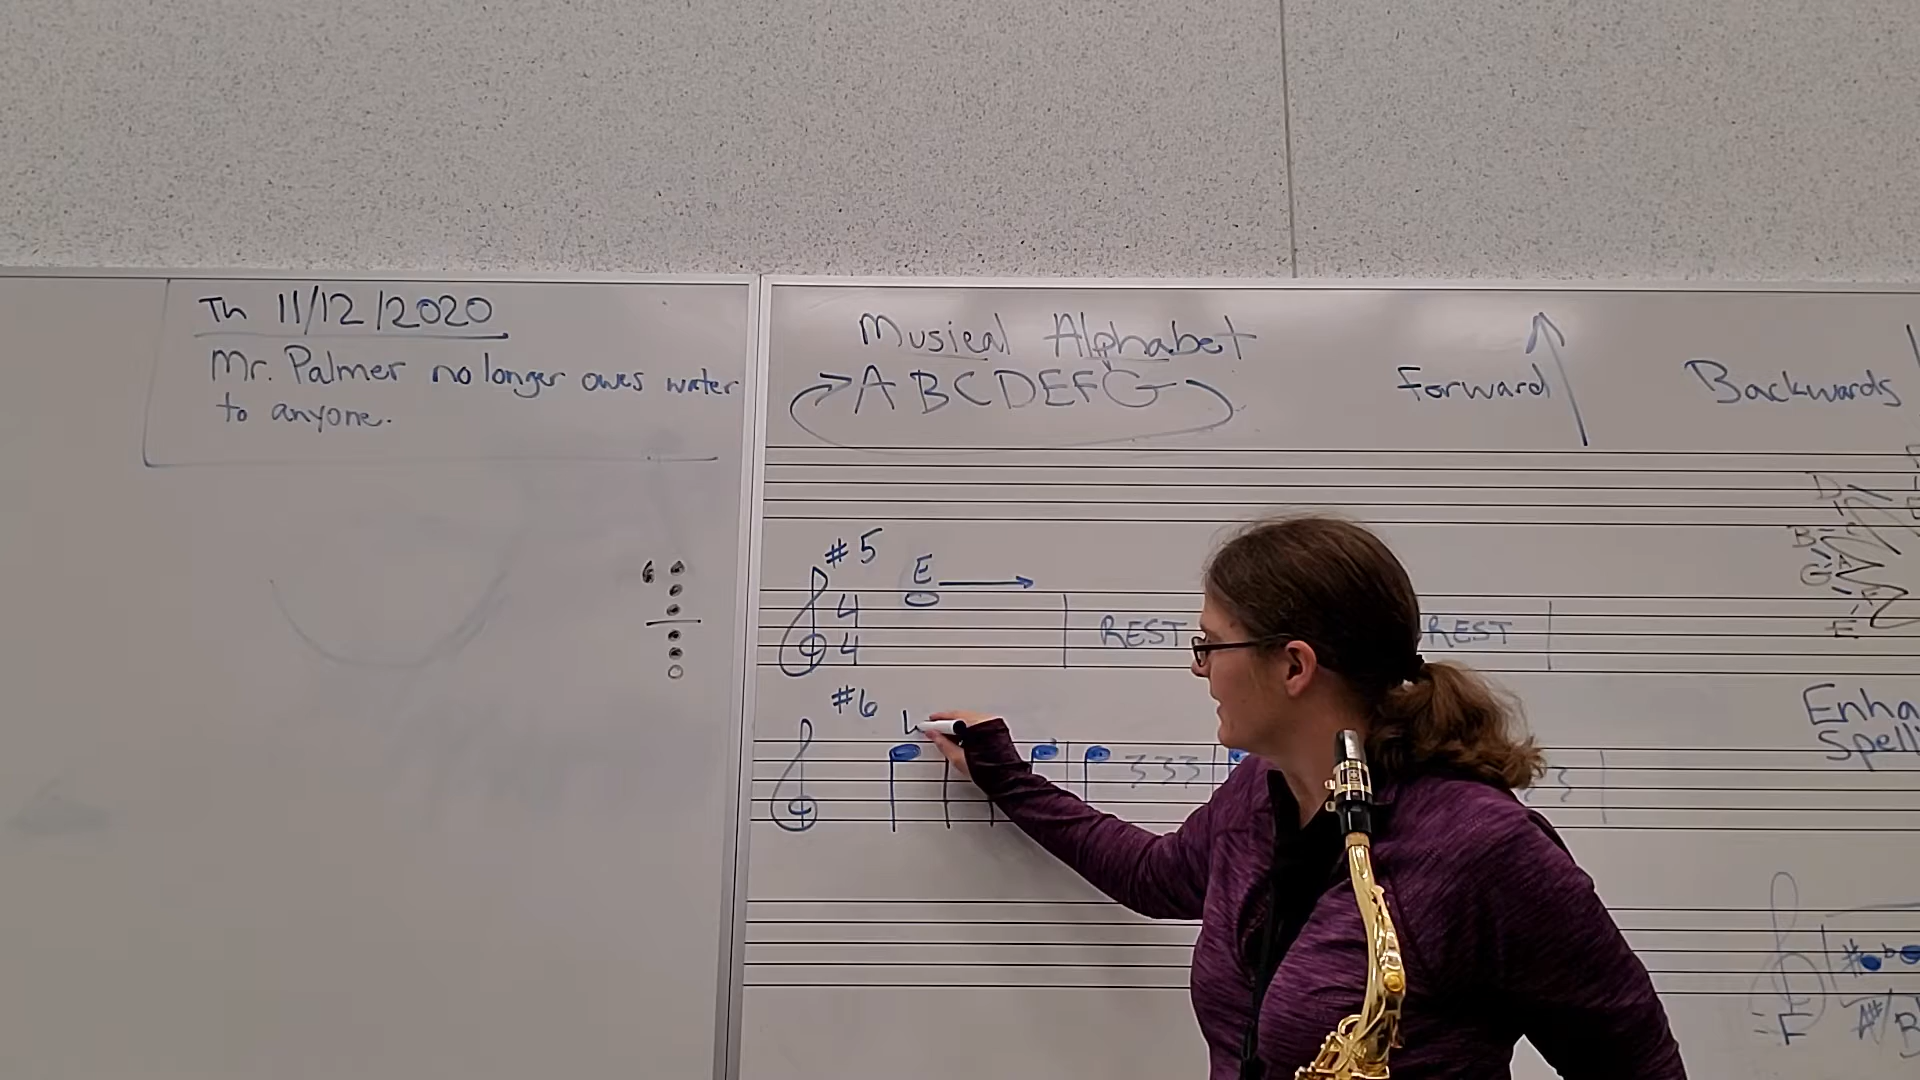 Th 11/12/2020
Mr. Palmer no longer owes water
to anyone.
Musical Alphabet
A B C D E F G
Forward
Backwards
#5
E
4
4
REST
REST
#6
6
D
B
G
E
F
A#/B